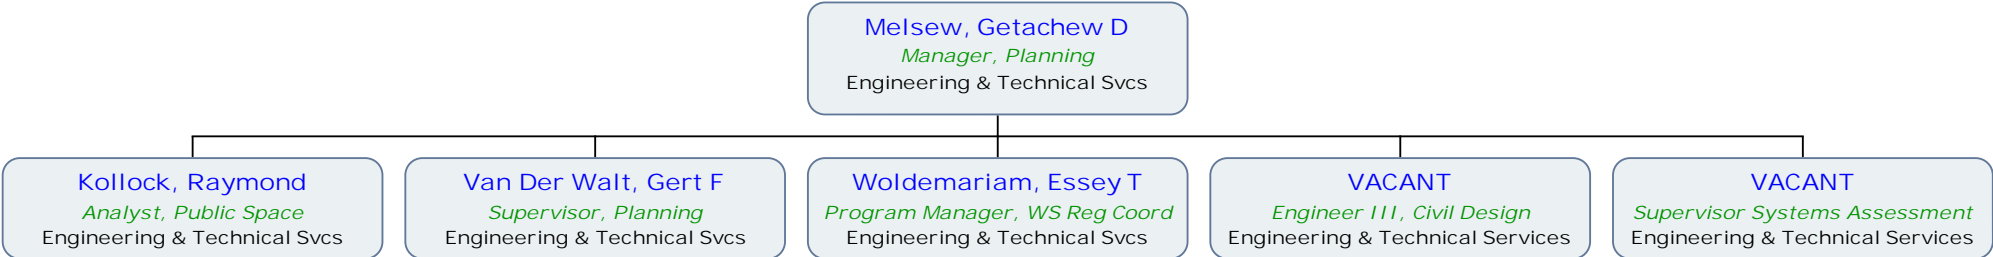 Melsew, Getachew D
Manager, Planning
Engineering & Technical Svcs
Kollock, Raymond
Analyst, Public Space
Engineering & Technical Svcs
Van Der Walt, Gert F
Supervisor, Planning
Engineering & Technical Svcs
Woldemariam, Essey T
Program Manager, WS Reg Coord
Engineering & Technical Svcs
VACANT
Engineer III, Civil Design
Engineering & Technical Services
VACANT
Supervisor Systems Assessment
Engineering & Technical Services